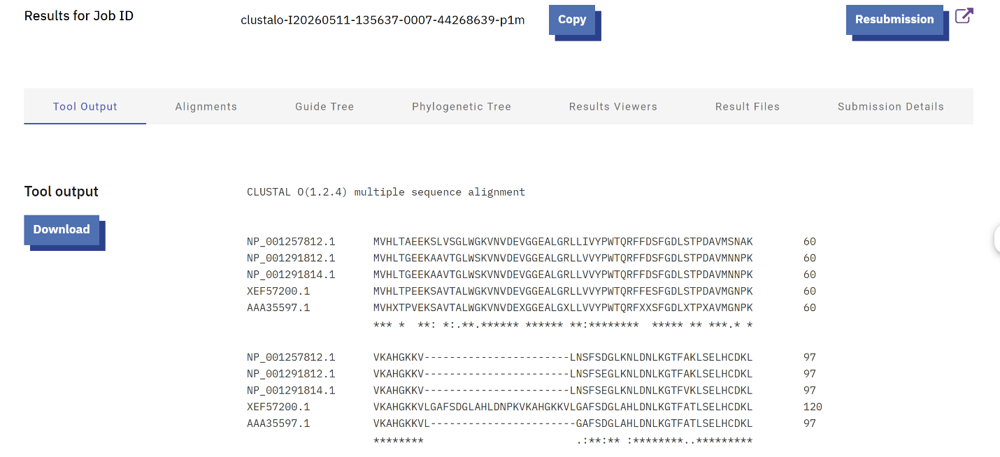 Results for Job ID
clustalo-I20260511-135637-0007-44268639-p1m
Copy
Resubmission
Tool Output Alignments Guide Tree Phylogenetic Tree Results Viewers Result Files Submission Details
Tool output
Download
CLUSTAL O(1.2.4) multiple sequence alignment
NP_001257812.1      MVHLTAEEKSLVSGLWGKVNVDEVGGEALGRLLIVYPWTQRFFDSFGDLSTPDAVMSNAK        60
NP_001291812.1      MVHLTGEEKAAVTGLWSKVNVDEVGGEALGRLLVVYPWTQRFFDSFGDLSTPDAVMNNPK        60
NP_001291814.1      MVHLTGEEKAAVTGLWSKVNVDEVGGEALGRLLVVYPWTQRFFDSFGDLSTPDAVMNNPK        60
XEF57200.1          MVHLTPEEKSAVTALWGKVNVDEVGGEALGRLLVVYPWTQRFFESFGDLSTPDAVMGNPK        60
AAA35597.1          MVHXTPVEKSAVTALWGKVNVDEXGGEALGXLLVVYPWTQRFXXSFGDLXTPXAVMGNPK        60
                    *** *  **: *:.**.****** ****** **:********  ***** ** ***.* *
NP_001257812.1      VKAHGKKV-----------------------LNSFSDGLKNLDNLKGTFAKLSELHCDKL        97
NP_001291812.1      VKAHGKKV-----------------------LNSFSEGLKNLDNLKGTFAKLSELHCDKL        97
NP_001291814.1      VKAHGKKV-----------------------LNSFSEGLKNLDNLKGTFVKLSELHCDKL        97
XEF57200.1          VKAHGKKVLGAFSDGLAHLDNPKVKAHGKKVLGAFSDGLAHLDNLKGTFATLSELHCDKL        120
AAA35597.1          VKAHGKKVL-----------------------GAFSDGLAHLDNLKGTFATLSELHCDKL        97
                    ********                        .:**:** :********..*********